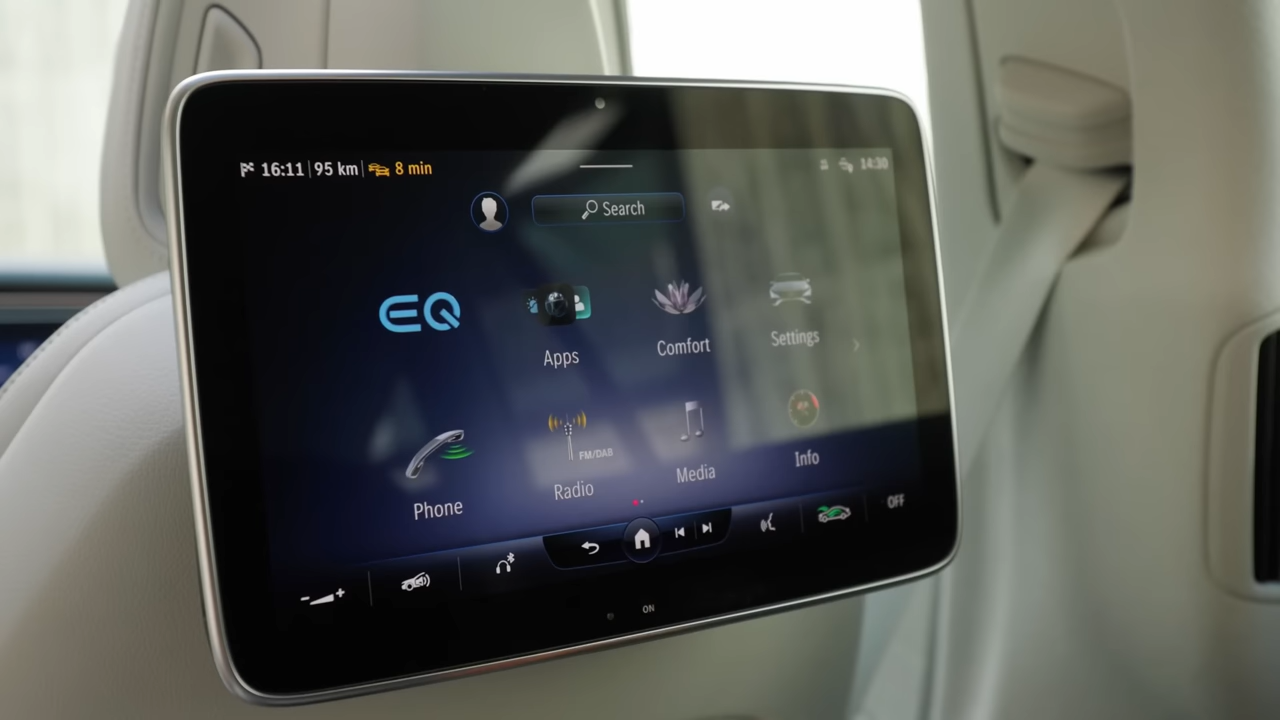 16:11 95 km 8 min 14:30
Search
EQ
Apps Comfort Settings
FM/DAB
Phone Radio Media Info
OFF
ON